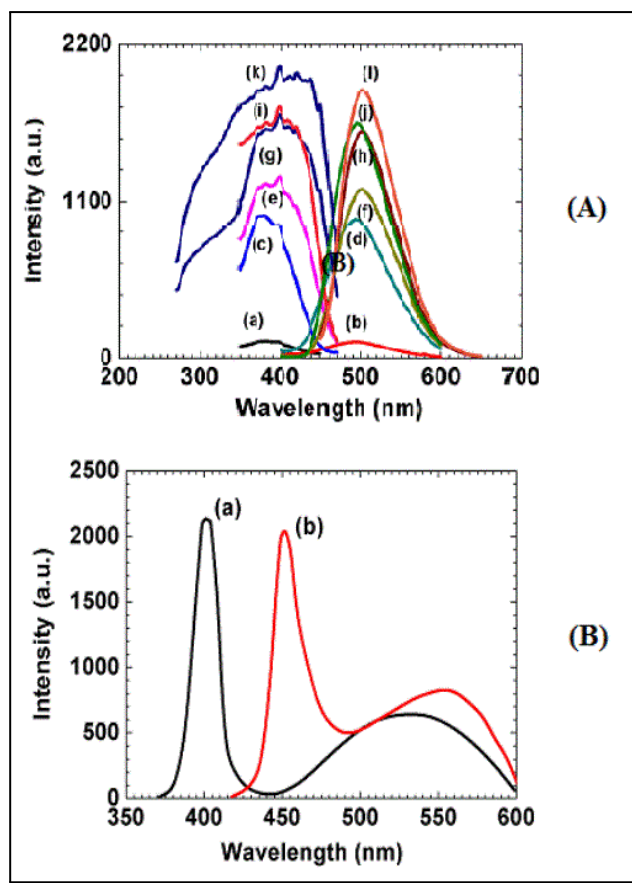 2200
(k)
(l)
(i)
(j)
(g)
(h)
1100
(A)
(e)
(f)
(c)
(B)
(d)
(a)
(b)
0
200 300 400 500 600 700
Wavelength (nm)
Intensity (a.u.)
2500
(a)
(b)
2000
1500
(B)
1000
500
0
350 400 450 500 550 600
Wavelength (nm)
Intensity (a.u.)